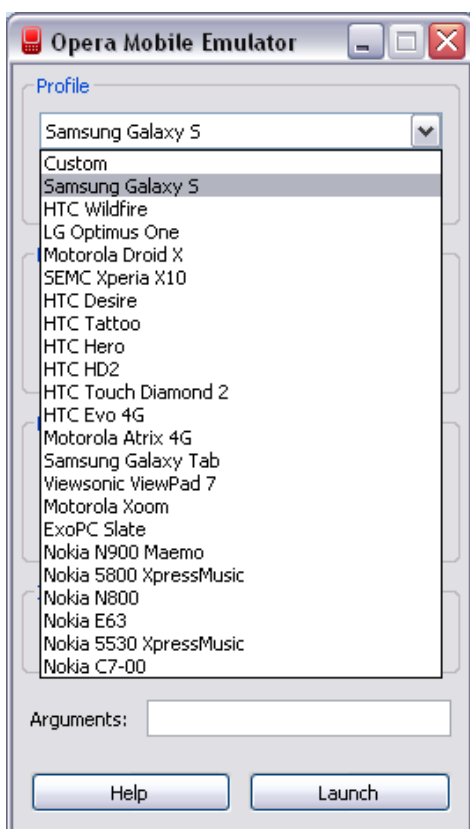 Opera Mobile Emulator
Profile
Samsung Galaxy S
Custom
Samsung Galaxy S
HTC Wildfire
LG Optimus One
Motorola Droid X
SEMC Xperia X10
HTC Desire
HTC Tattoo
HTC Hero
HTC HD2
HTC Touch Diamond 2
HTC Evo 4G
Motorola Atrix 4G
Samsung Galaxy Tab
Viewsonic ViewPad 7
Motorola Xoom
ExoPC Slate
Nokia N900 Maemo
Nokia 5800 XpressMusic
Nokia N800
Nokia E63
Nokia 5530 XpressMusic
Nokia C7-00
Arguments:
Help Launch